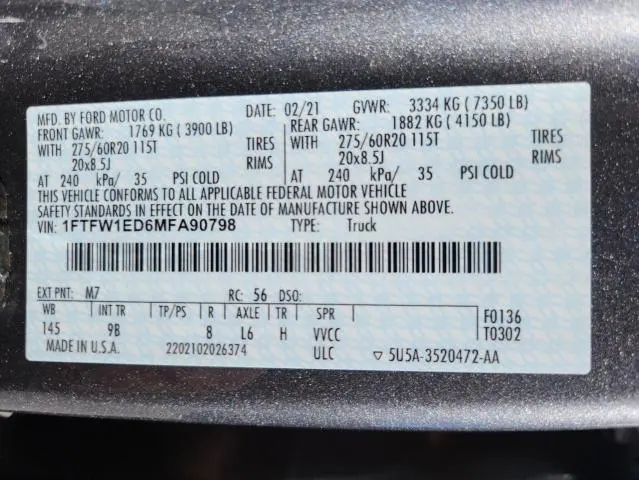 MFD. BY FORD MOTOR CO. DATE: 02/21 GVWR: 3334 KG ( 7350 LB)
FRONT GAWR: 1769 KG ( 3900 LB) REAR GAWR: 1882 KG ( 4150 LB)
WITH 275/60R20 115T TIRES WITH 275/60R20 115T TIRES
20x8.5J RIMS 20x8.5J RIMS
AT 240 kPa/ 35 PSI COLD AT 240 kPa/ 35 PSI COLD
THIS VEHICLE CONFORMS TO ALL APPLICABLE FEDERAL MOTOR VEHICLE
SAFETY STANDARDS IN EFFECT ON THE DATE OF MANUFACTURE SHOWN ABOVE.
VIN: 1FTFW1ED6MFA90798 TYPE: Truck
EXT PNT: M7 RC: 56 DSO:
WB INT TR TP/PS R AXLE TR SPR F0136
145 9B 8 L6 H VVCC T0302
MADE IN U.S.A. 2202102026374 ULC ▽ 5U5A-3520472-AA